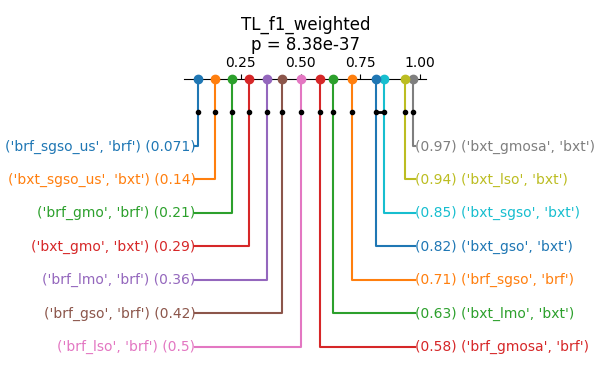 TL_f1_weighted
p = 8.38e-37
0.25 0.50 0.75 1.00
('brf_sgso_us', 'brf') (0.071)
(0.97) ('bxt_gmosa', 'bxt')
('bxt_sgso_us', 'bxt') (0.14)
(0.94) ('bxt_lso', 'bxt')
('brf_gmo', 'brf') (0.21)
(0.85) ('bxt_sgso', 'bxt')
('bxt_gmo', 'bxt') (0.29)
(0.82) ('bxt_gso', 'bxt')
('brf_lmo', 'brf') (0.36)
(0.71) ('brf_sgso', 'brf')
('brf_gso', 'brf') (0.42)
(0.63) ('bxt_lmo', 'bxt')
('brf_lso', 'brf') (0.5)
(0.58) ('brf_gmosa', 'brf')